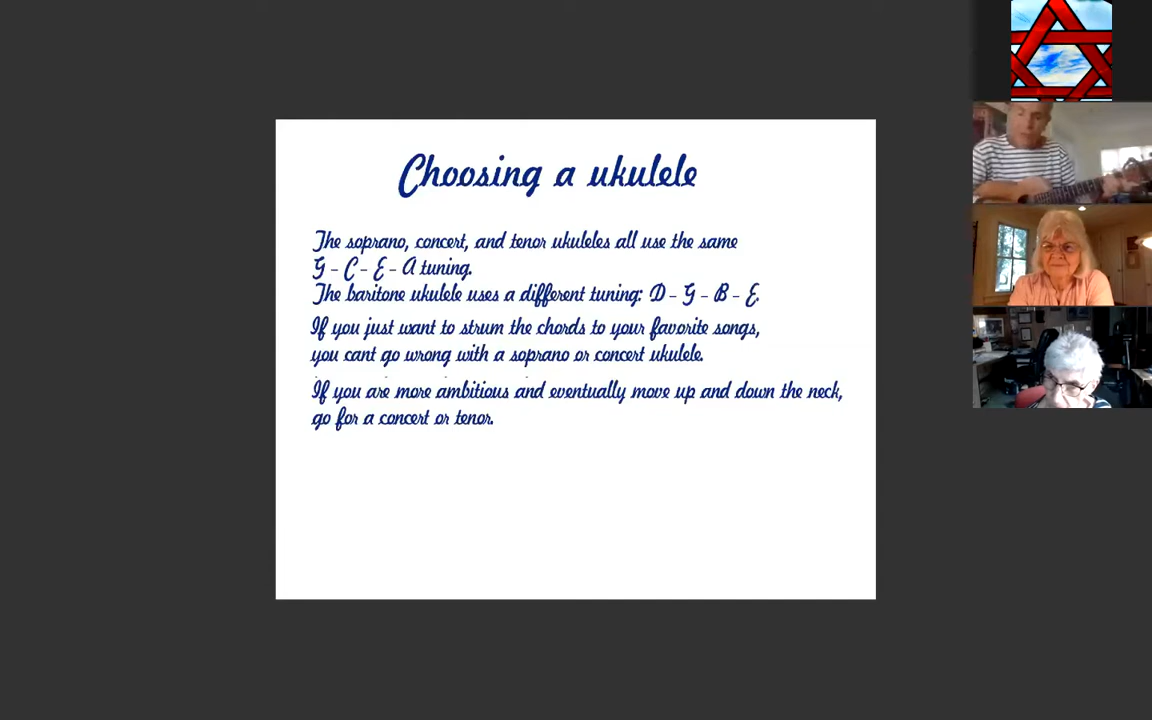 Choosing a ukulele
The soprano, concert, and tenor ukuleles all use the same
G - C - E - A tuning.
The baritone ukulele uses a different tuning: D - G - B - E.
If you just want to strum the chords to your favorite songs,
you cant go wrong with a soprano or concert ukulele.
If you are more ambitious and eventually move up and down the neck,
go for a concert or tenor.